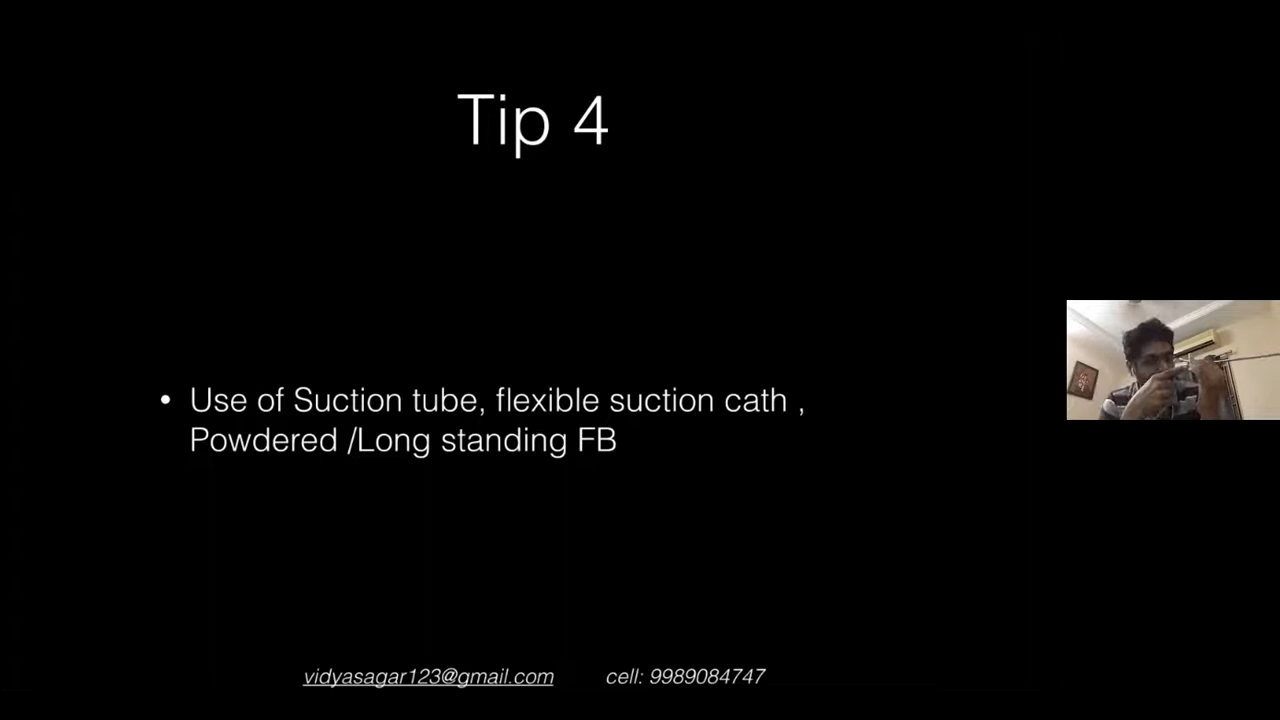 Tip 4
• Use of Suction tube, flexible suction cath ,
Powdered /Long standing FB
vidyasagar123@gmail.com cell: 9989084747